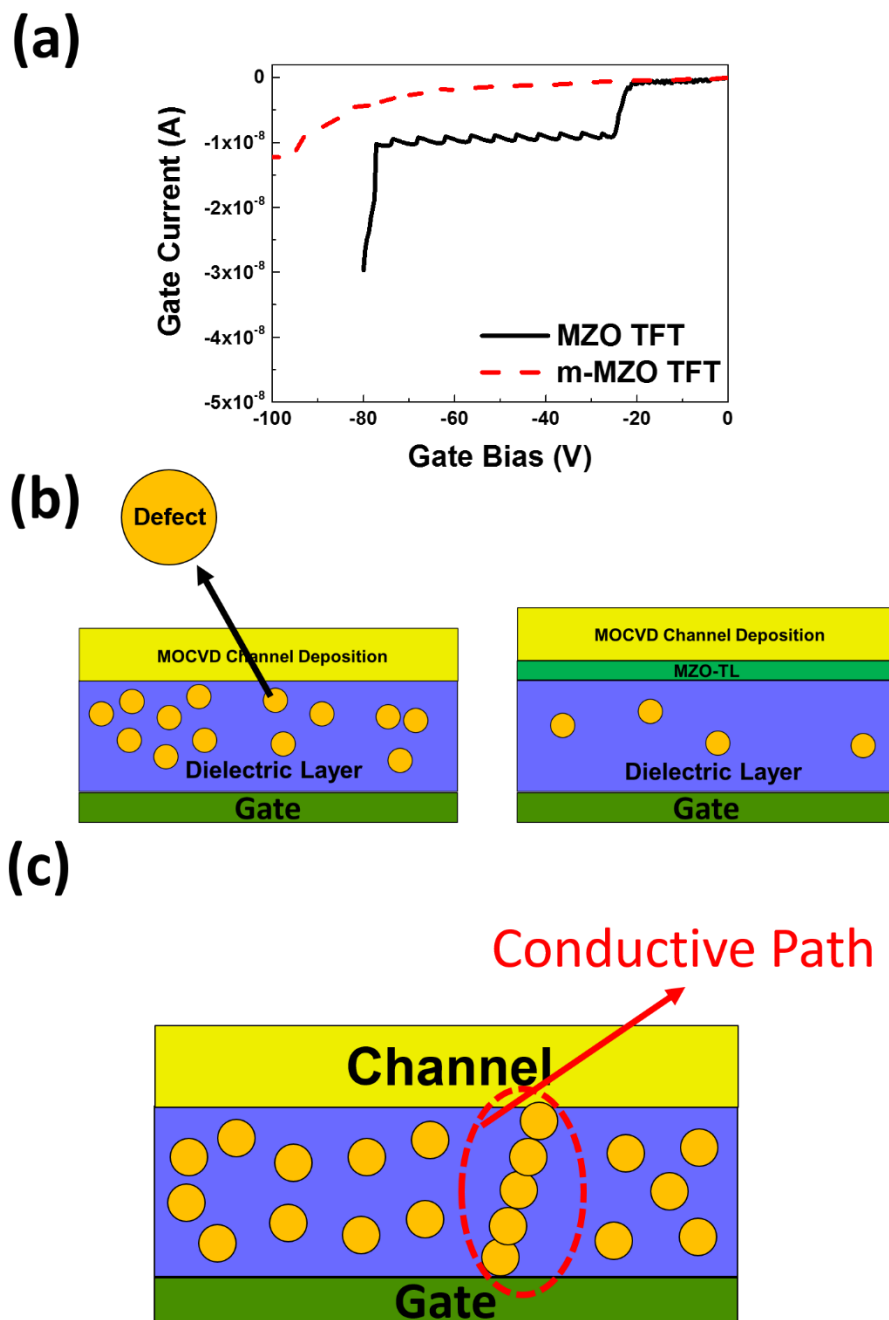 (a)
0
-1x10⁻⁸
-2x10⁻⁸
-3x10⁻⁸
-4x10⁻⁸
-5x10⁻⁸
Gate Current (A)
MZO TFT
m-MZO TFT
-100 -80 -60 -40 -20 0
Gate Bias (V)
(b)
Defect
MOCVD Channel Deposition
Dielectric Layer
Gate
MOCVD Channel Deposition
MZO-TL
Dielectric Layer
Gate
(c)
Conductive Path
Channel
Gate